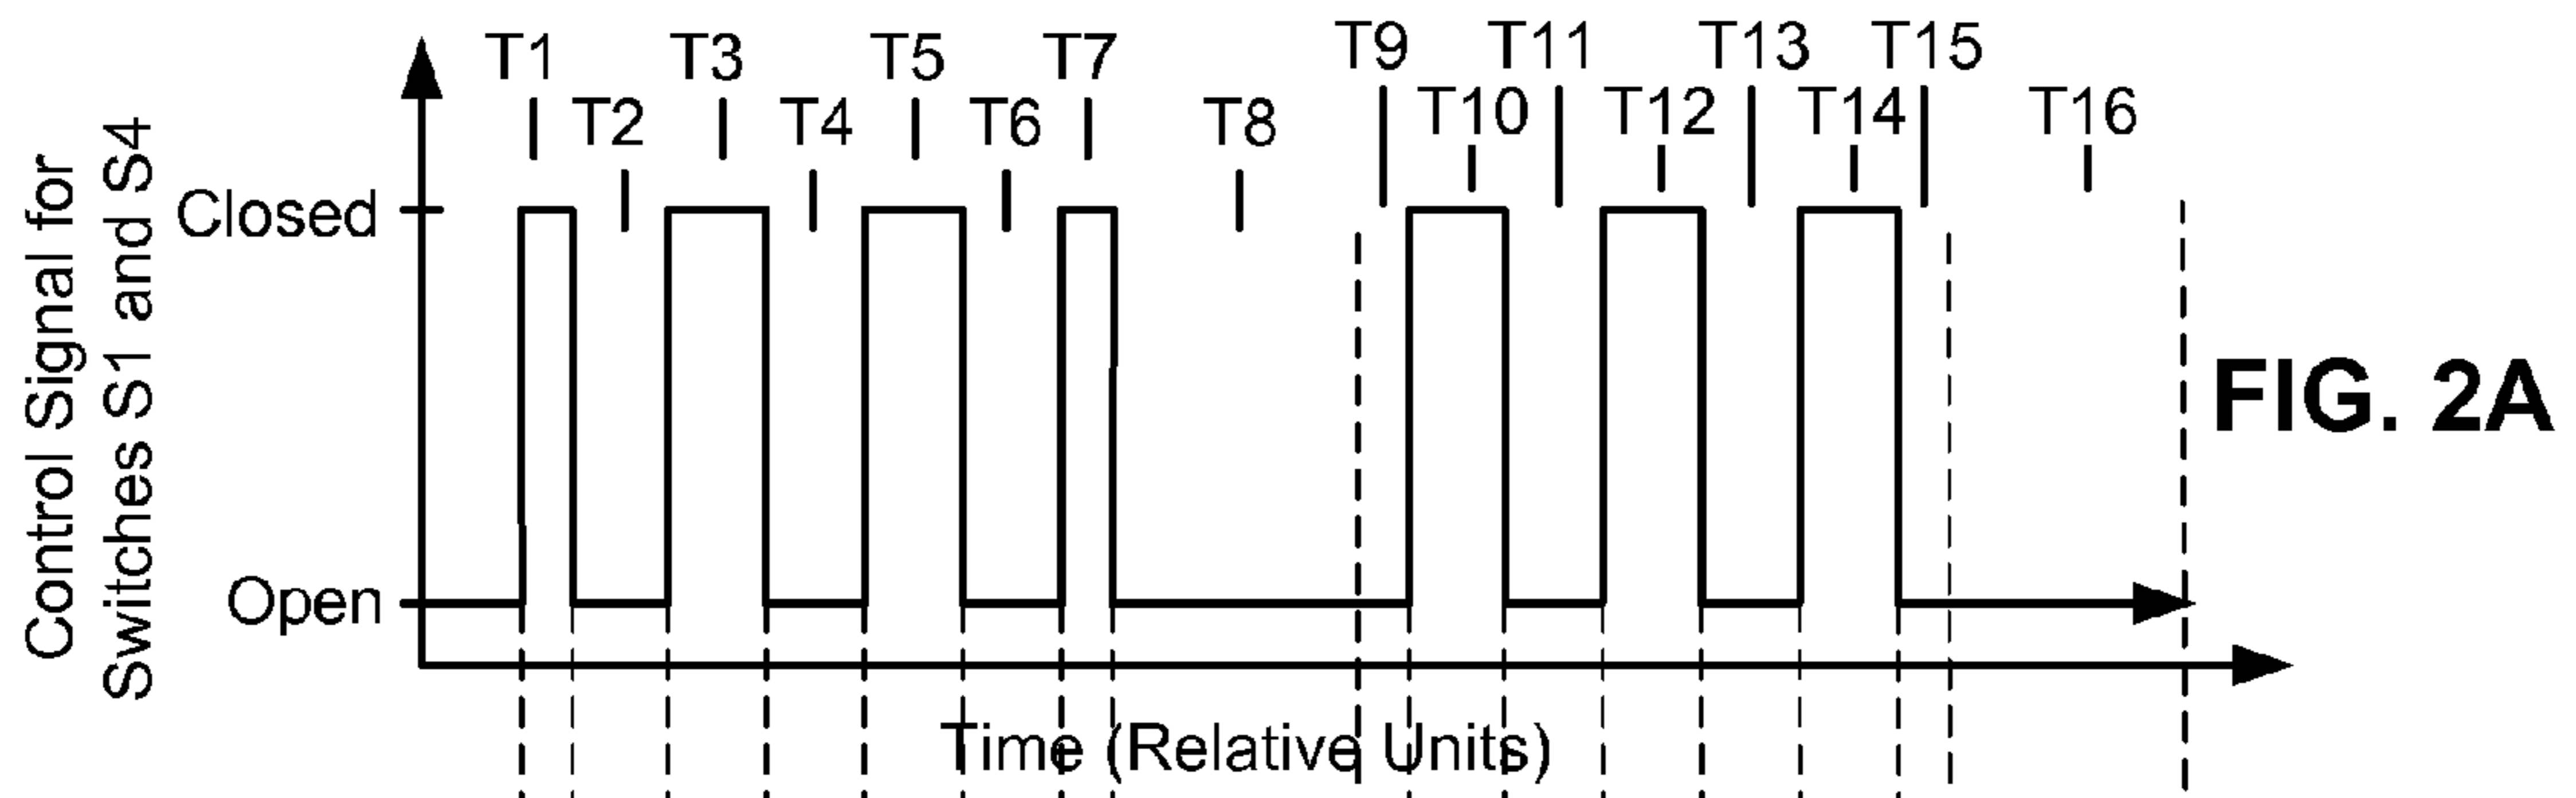 T1 T3 T5 T7 T9 T11 T13 T15
T2 T4 T6 T8 T10 T12 T14 T16
Control Signal for
Switches S1 and S4
Closed
Open
FIG. 2A
Time (Relative Units)